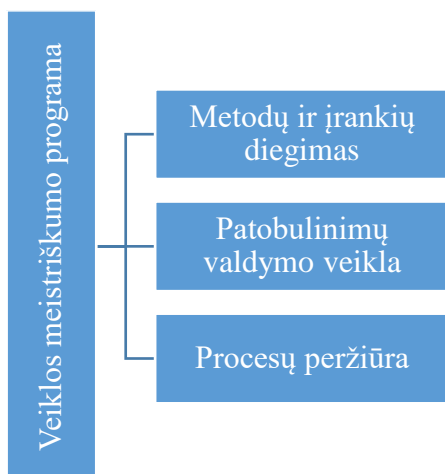 Veiklos meistriškumo programa
Metodų ir įrankių
diegimas
Patobulinimų
valdymo veikla
Procesų peržiūra